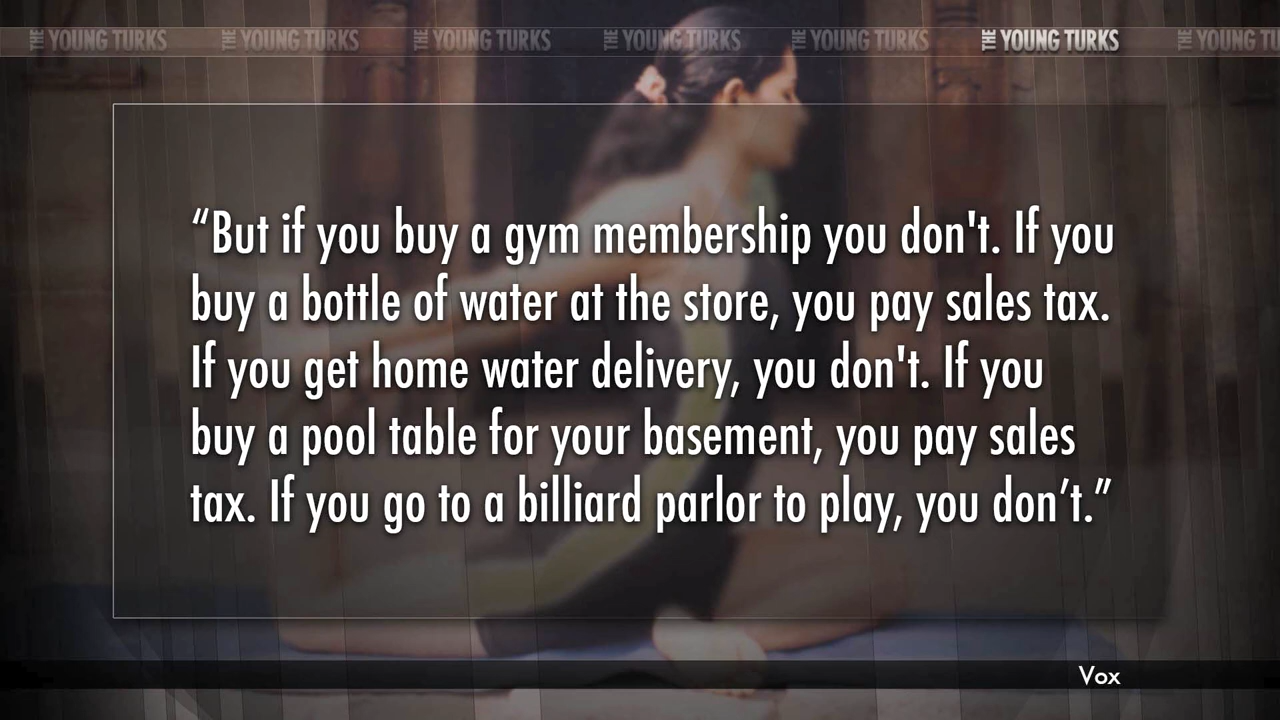 THE YOUNG TURKS THE YOUNG TURKS THE YOUNG TURKS THE YOUNG TURKS THE YOUNG TURKS THE YOUNG TURKS THE YOUNG TU
“But if you buy a gym membership you don't. If you
buy a bottle of water at the store, you pay sales tax.
If you get home water delivery, you don't. If you
buy a pool table for your basement, you pay sales
tax. If you go to a billiard parlor to play, you don’t.”
Vox